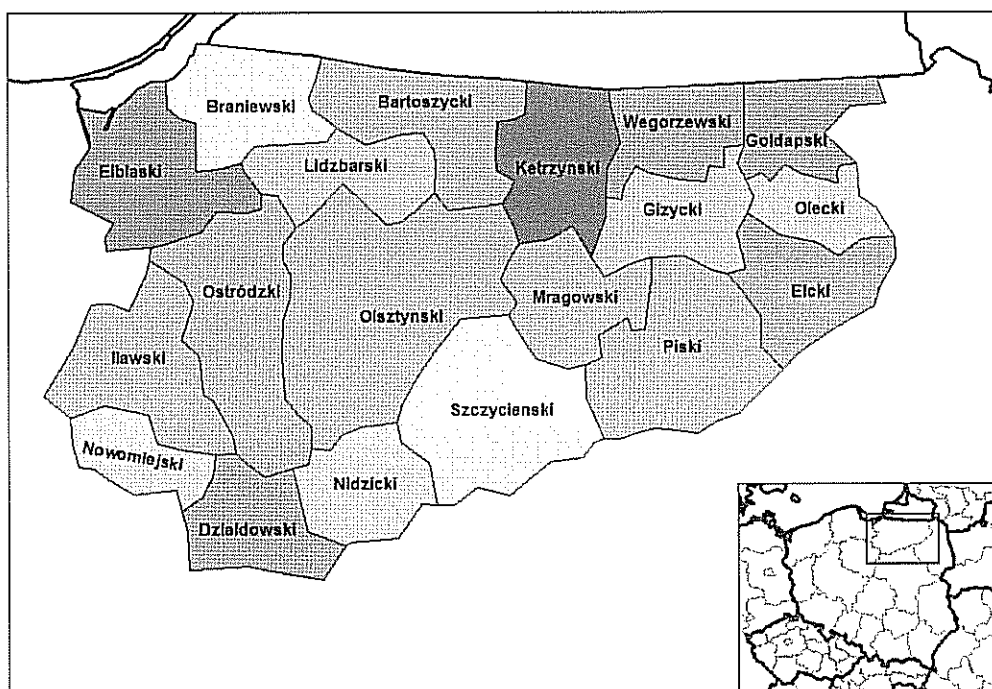 Braniewski
Bartoszycki
Wegorzewski
Goldapski
Elblaski
Lidzbarski
Ketrzynski
Gizycki
Olecki
Ostródzki
Olsztynski
Mragowski
Elcki
Ilawski
Piski
Szczycienski
Nowomiejski
Nidzicki
Dzialdowski